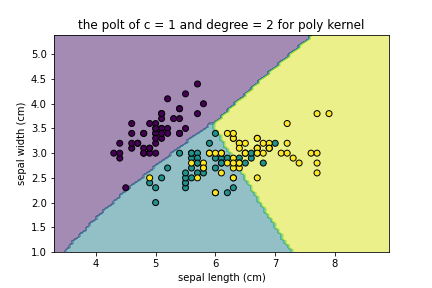 the polt of c = 1 and degree = 2 for poly kernel
5.0
4.5
4.0
3.5
3.0
2.5
2.0
1.5
1.0
sepal width (cm)
4 5 6 7 8
sepal length (cm)